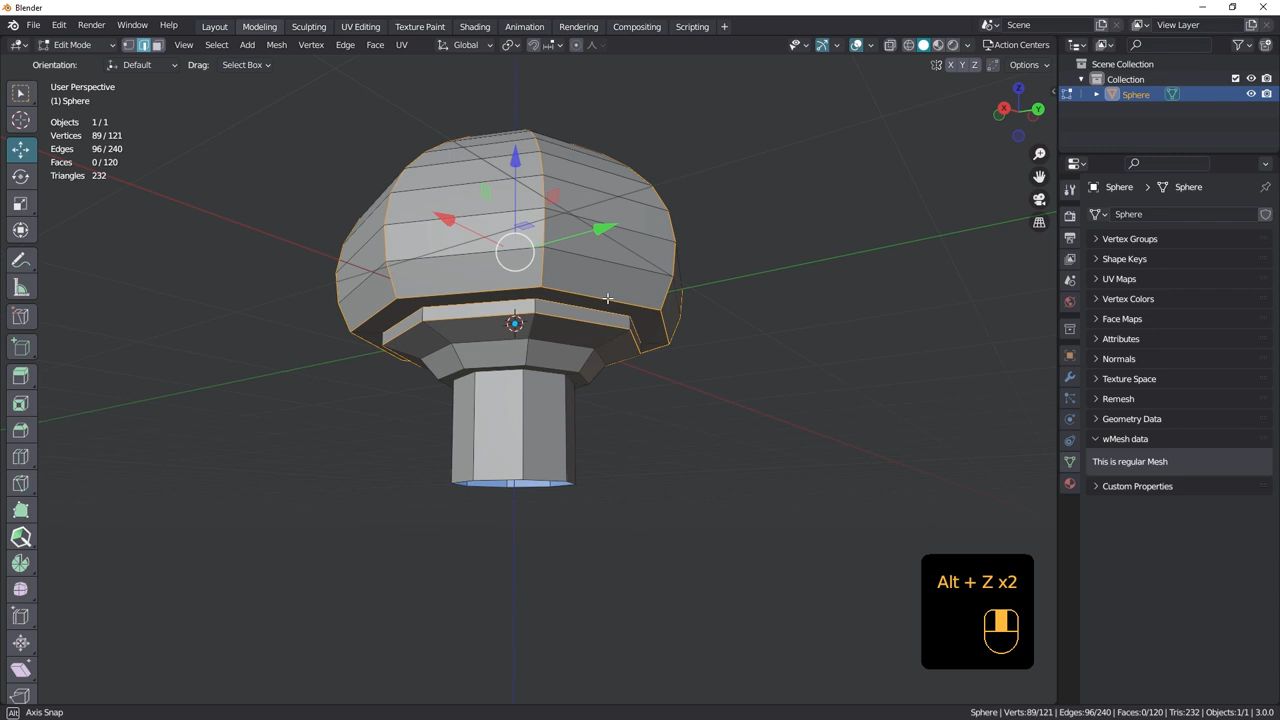 Blender
File Edit Render Window Help
Layout Modeling Sculpting UV Editing Texture Paint Shading Animation Rendering Compositing Scripting +
Scene View Layer
Edit Mode View Select Add Mesh Vertex Edge Face UV Global Action Centers
Orientation: Default Drag: Select Box X Y Z Options
User Perspective
(1) Sphere
Objects 1 / 1
Vertices 89 / 121
Edges 96 / 240
Faces 0 / 120
Triangles 232
Z
X Y
Scene Collection
Collection
Sphere
Sphere > Sphere
Sphere
Vertex Groups
Shape Keys
UV Maps
Vertex Colors
Face Maps
Attributes
Normals
Texture Space
Remesh
Geometry Data
wMesh data
This is regular Mesh
Custom Properties
Alt + Z x2
Alt Axis Snap
Sphere | Verts:89/121 | Edges:96/240 | Faces:0/120 | Tris:232 | Objects:1/1 | 3.0.0